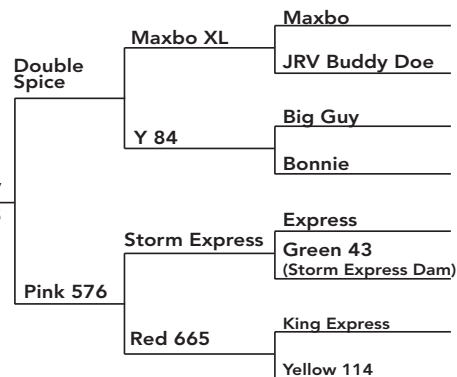 Maxbo
Maxbo XL
JRV Buddy Doe
Double
Spice
Big Guy
Y 84
Bonnie
Express
Storm Express
Green 43
(Storm Express Dam)
Pink 576
King Express
Red 665
Yellow 114